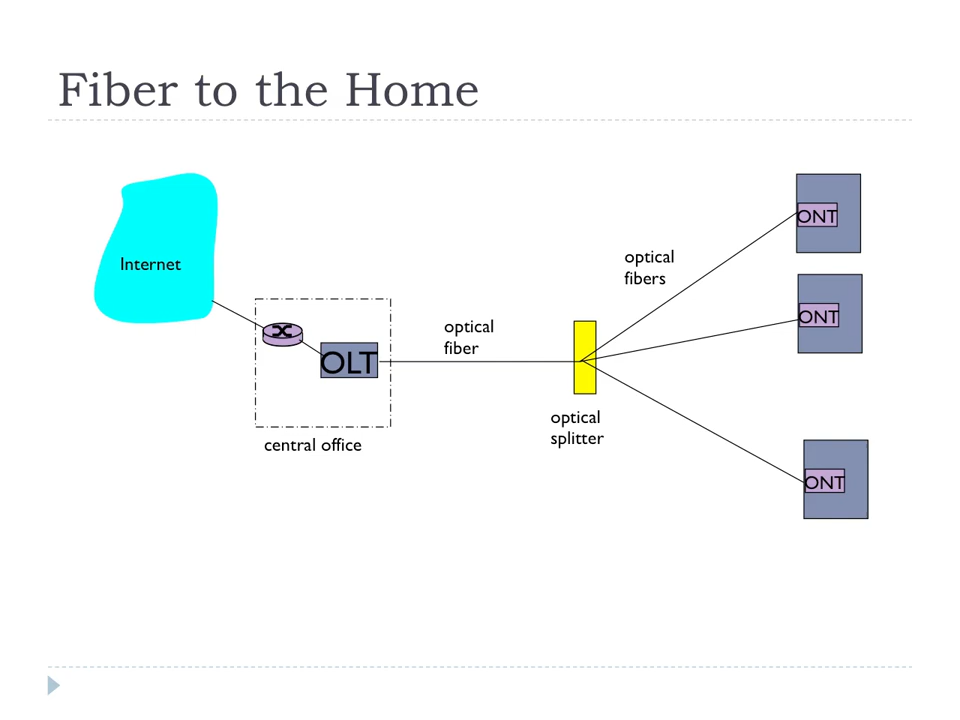 Fiber to the Home
Internet
OLT
central office
optical
fiber
optical
splitter
optical
fibers
ONT
ONT
ONT